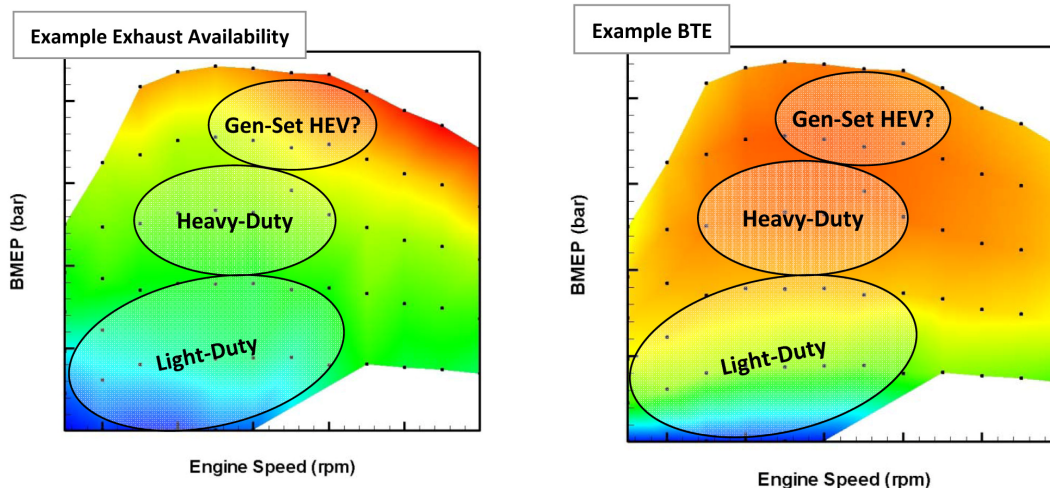 Example Exhaust Availability
Gen-Set HEV?
Heavy-Duty
Light-Duty
BMEP (bar)
Engine Speed (rpm)
Example BTE
Gen-Set HEV?
Heavy-Duty
Light-Duty
BMEP (bar)
Engine Speed (rpm)